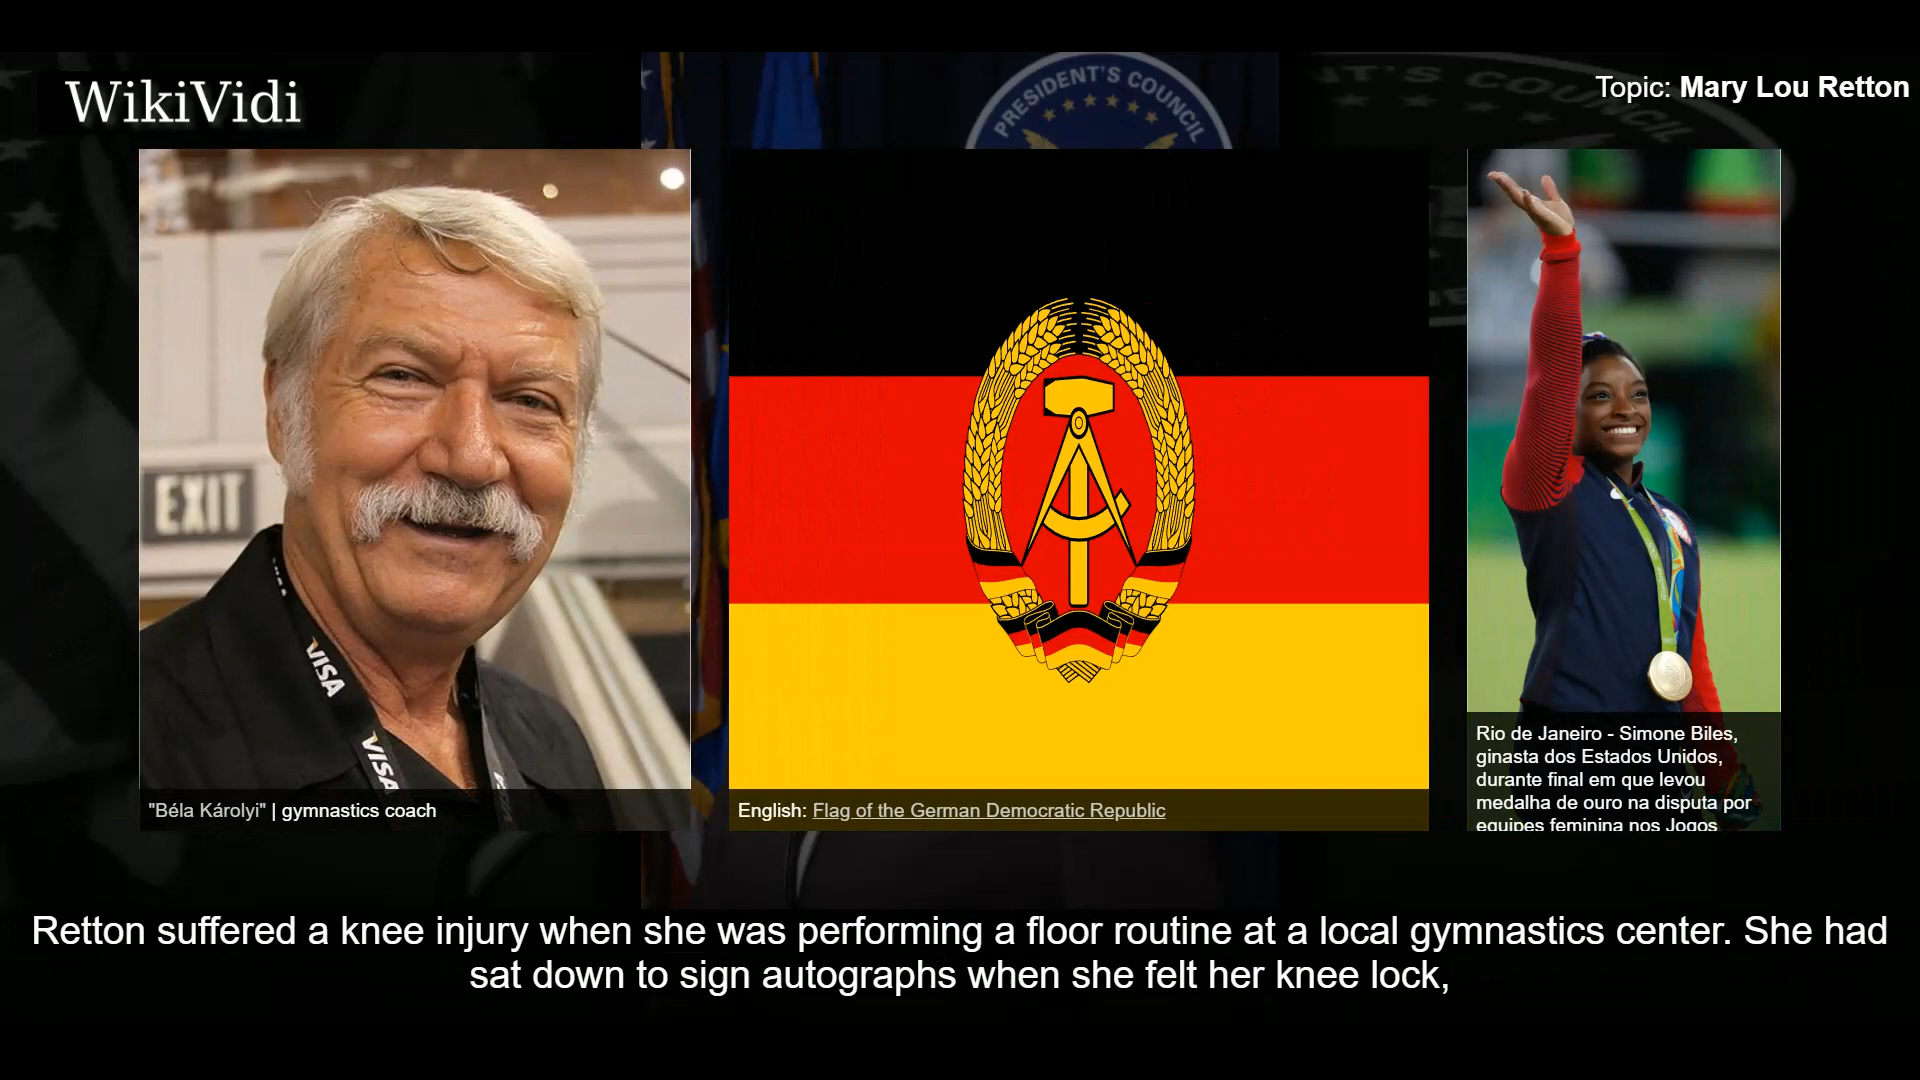 WikiVidi
Topic: Mary Lou Retton
PRESIDENT'S COUNCIL
EXIT
VISA
VISA
"Béla Károlyi" | gymnastics coach
English: Flag of the German Democratic Republic
Rio de Janeiro - Simone Biles,
ginasta dos Estados Unidos,
durante final em que levou
medalha de ouro na disputa por
equipes feminina nos Jogos
Retton suffered a knee injury when she was performing a floor routine at a local gymnastics center. She had
sat down to sign autographs when she felt her knee lock,